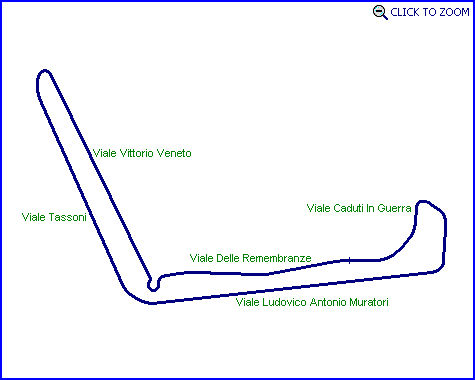 CLICK TO ZOOM
Viale Vittorio Veneto
Viale Caduti In Guerra
Viale Tassoni
Viale Delle Remembranze
Viale Ludovico Antonio Muratori